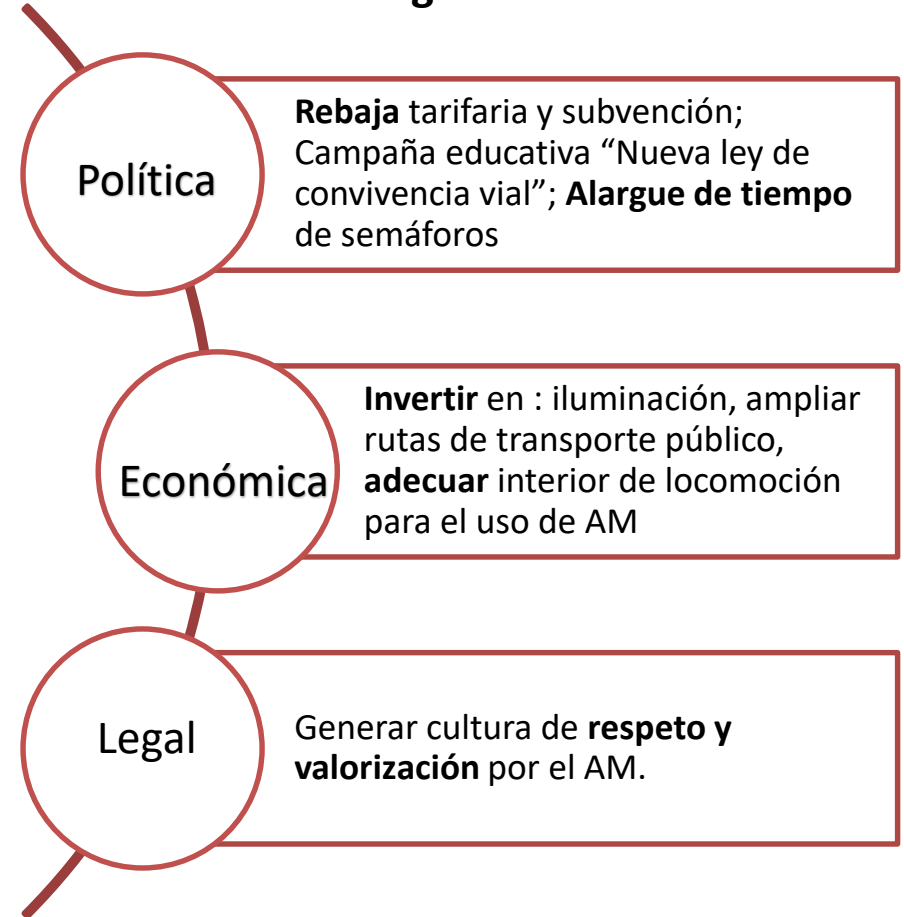 Política
Rebaja tarifaria y subvención;
Campaña educativa “Nueva ley de
convivencia vial”; Alargue de tiempo
de semáforos
Económica
Invertir en : iluminación, ampliar
rutas de transporte público,
adecuar interior de locomoción
para el uso de AM
Legal
Generar cultura de respeto y
valorización por el AM.